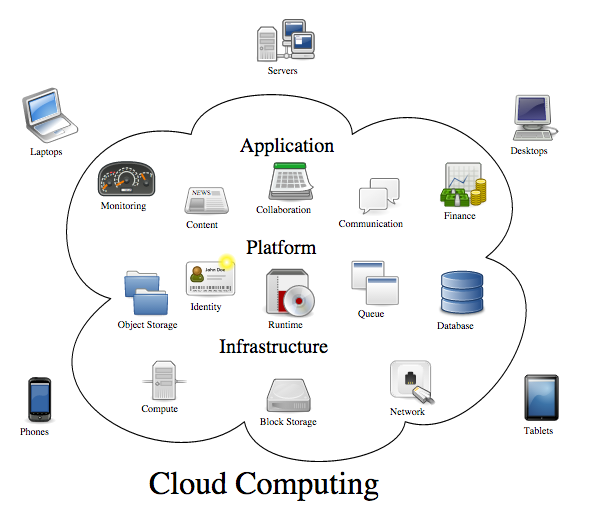 Servers
Laptops
Desktops
Application
Monitoring
NEWS
Content
Collaboration
Communication
Finance
Platform
John Doe
Object Storage
Identity
Runtime
Queue
Database
Infrastructure
Compute
Block Storage
Network
Phones
Tablets
Cloud Computing